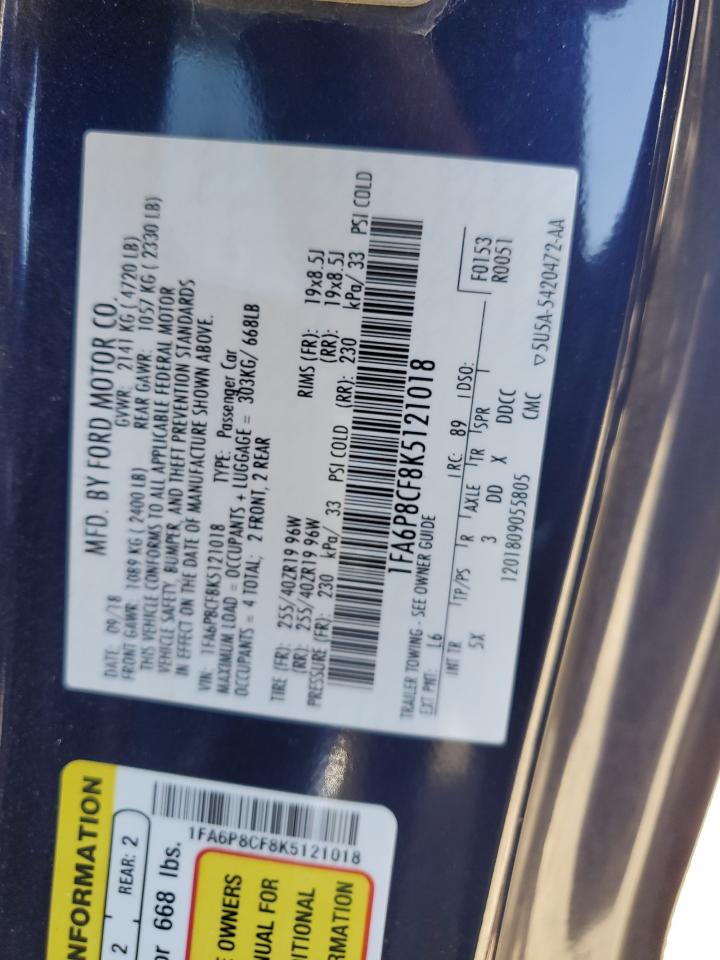 MFD. BY FORD MOTOR CO.
DATE: 09/18 GVWR: 2141 KG ( 4720 LB)
FRONT GAWR: 1089 KG ( 2400 LB) REAR GAWR: 1057 KG ( 2330 LB)
THIS VEHICLE CONFORMS TO ALL APPLICABLE FEDERAL MOTOR
VEHICLE SAFETY, BUMPER, AND THEFT PREVENTION STANDARDS
IN EFFECT ON THE DATE OF MANUFACTURE SHOWN ABOVE.
VIN: 1FA6P8CF8K5121018 TYPE: Passenger Car
MAXIMUM LOAD = OCCUPANTS + LUGGAGE = 303KG/ 668LB
OCCUPANTS = 4 TOTAL; 2 FRONT, 2 REAR
TIRE (FR): 255/40ZR19 96W RIMS (FR): 19x8.5J
(RR): 255/40ZR19 96W (RR): 19x8.5J
PRESSURE (FR): 230 kPa/ 33 PSI COLD (RR): 230 kPa/ 33 PSI COLD
1FA6P8CF8K5121018
TRAILER TOWING - SEE OWNER GUIDE
EXT PNT: L6 RC: 89 DSO:
INT TR TP/PS R AXLE TR SPR F0153
5X 3 DD X DDCC R0051
1201809055805 CMC ▽5U5A-5420472-AA
NFORMATION
2 REAR: 2
or 668 lbs.
1FA6P8CF8K5121018
OWNERS
NUAL FOR
ITIONAL
RMATION